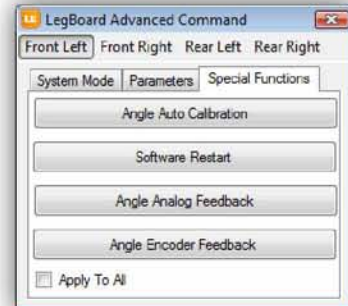 LE LegBoard Advanced Command
Front Left Front Right Rear Left Rear Right
System Mode Parameters Special Functions
Angle Auto Calibration
Software Restart
Angle Analog Feedback
Angle Encoder Feedback
Apply To All